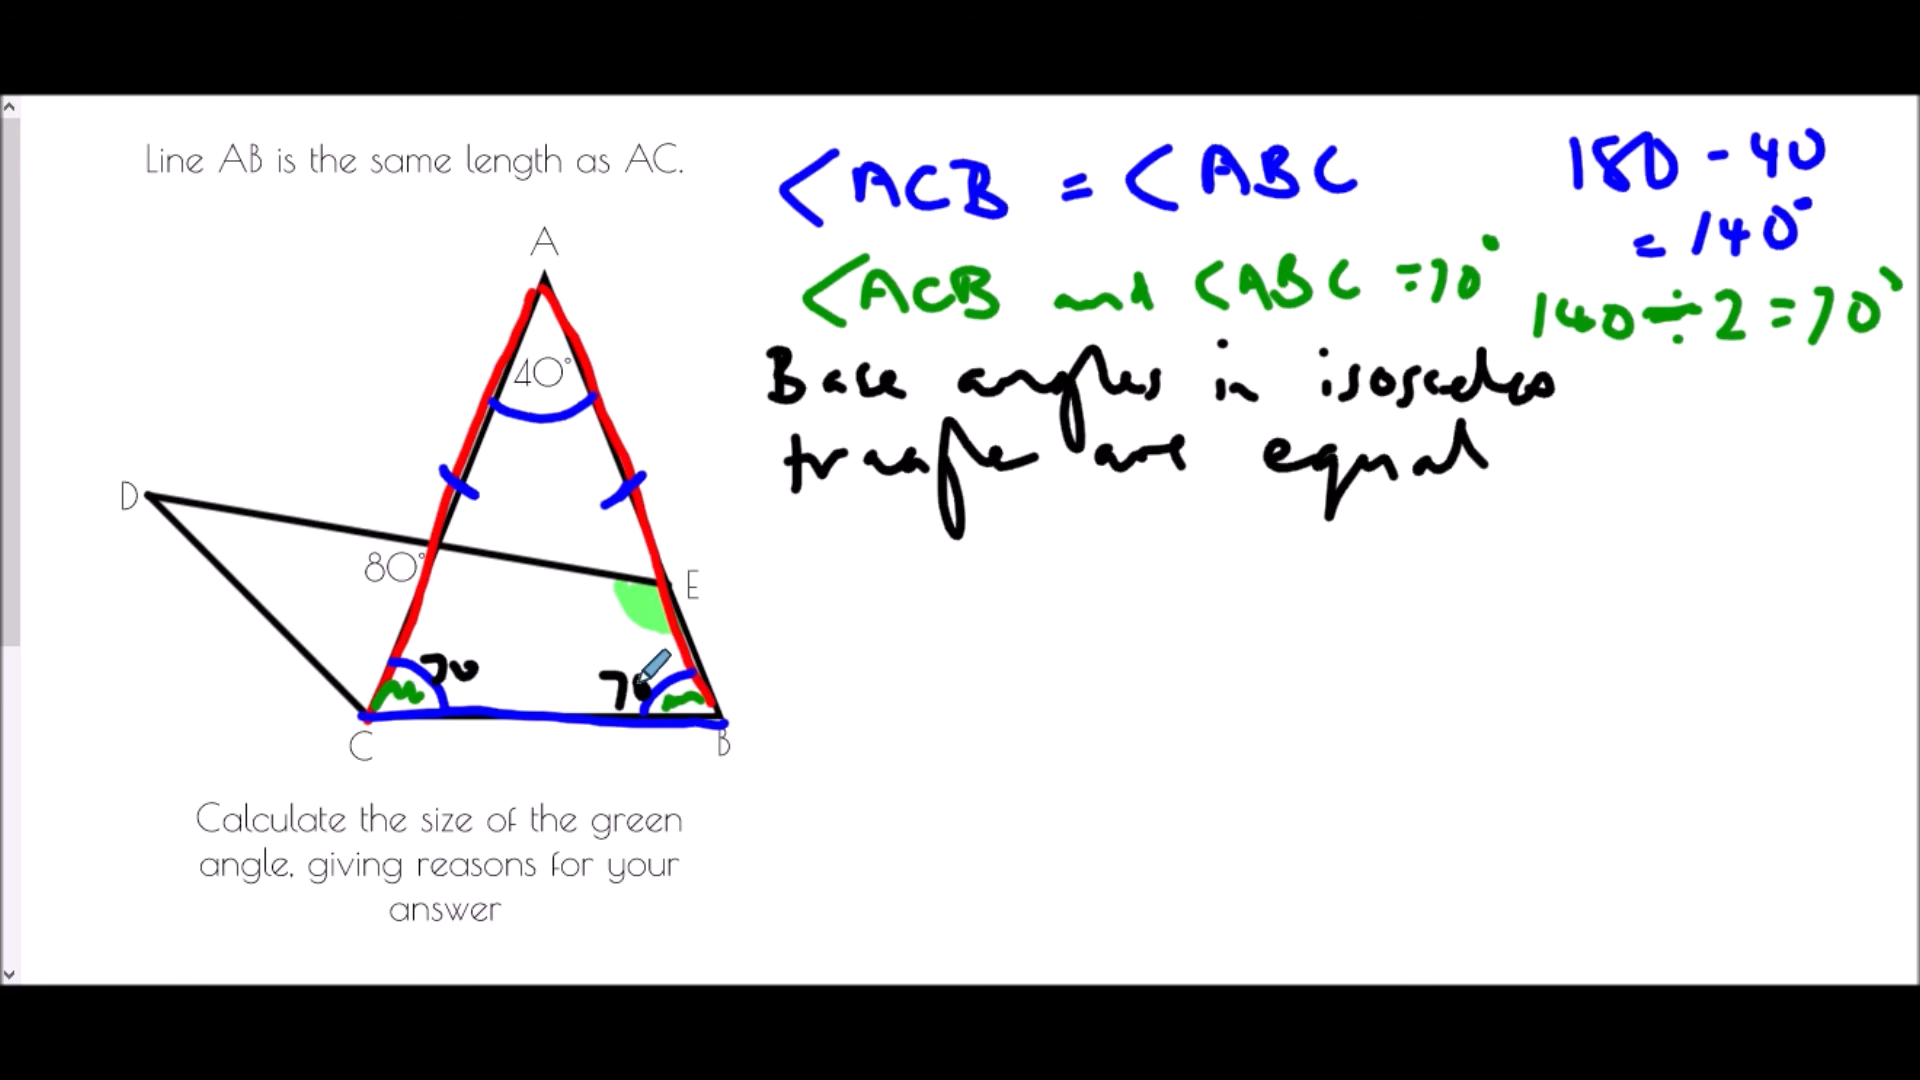 Line AB is the same length as AC.
A
40°
D
80°
E
70
70
C
B
Calculate the size of the green
angle, giving reasons for your
answer
<ACB = <ABC
<ACB and <ABC = 70°
Base angles in isosceles
triangle are equal
180 - 40
= 140°
140 ÷ 2 = 70°